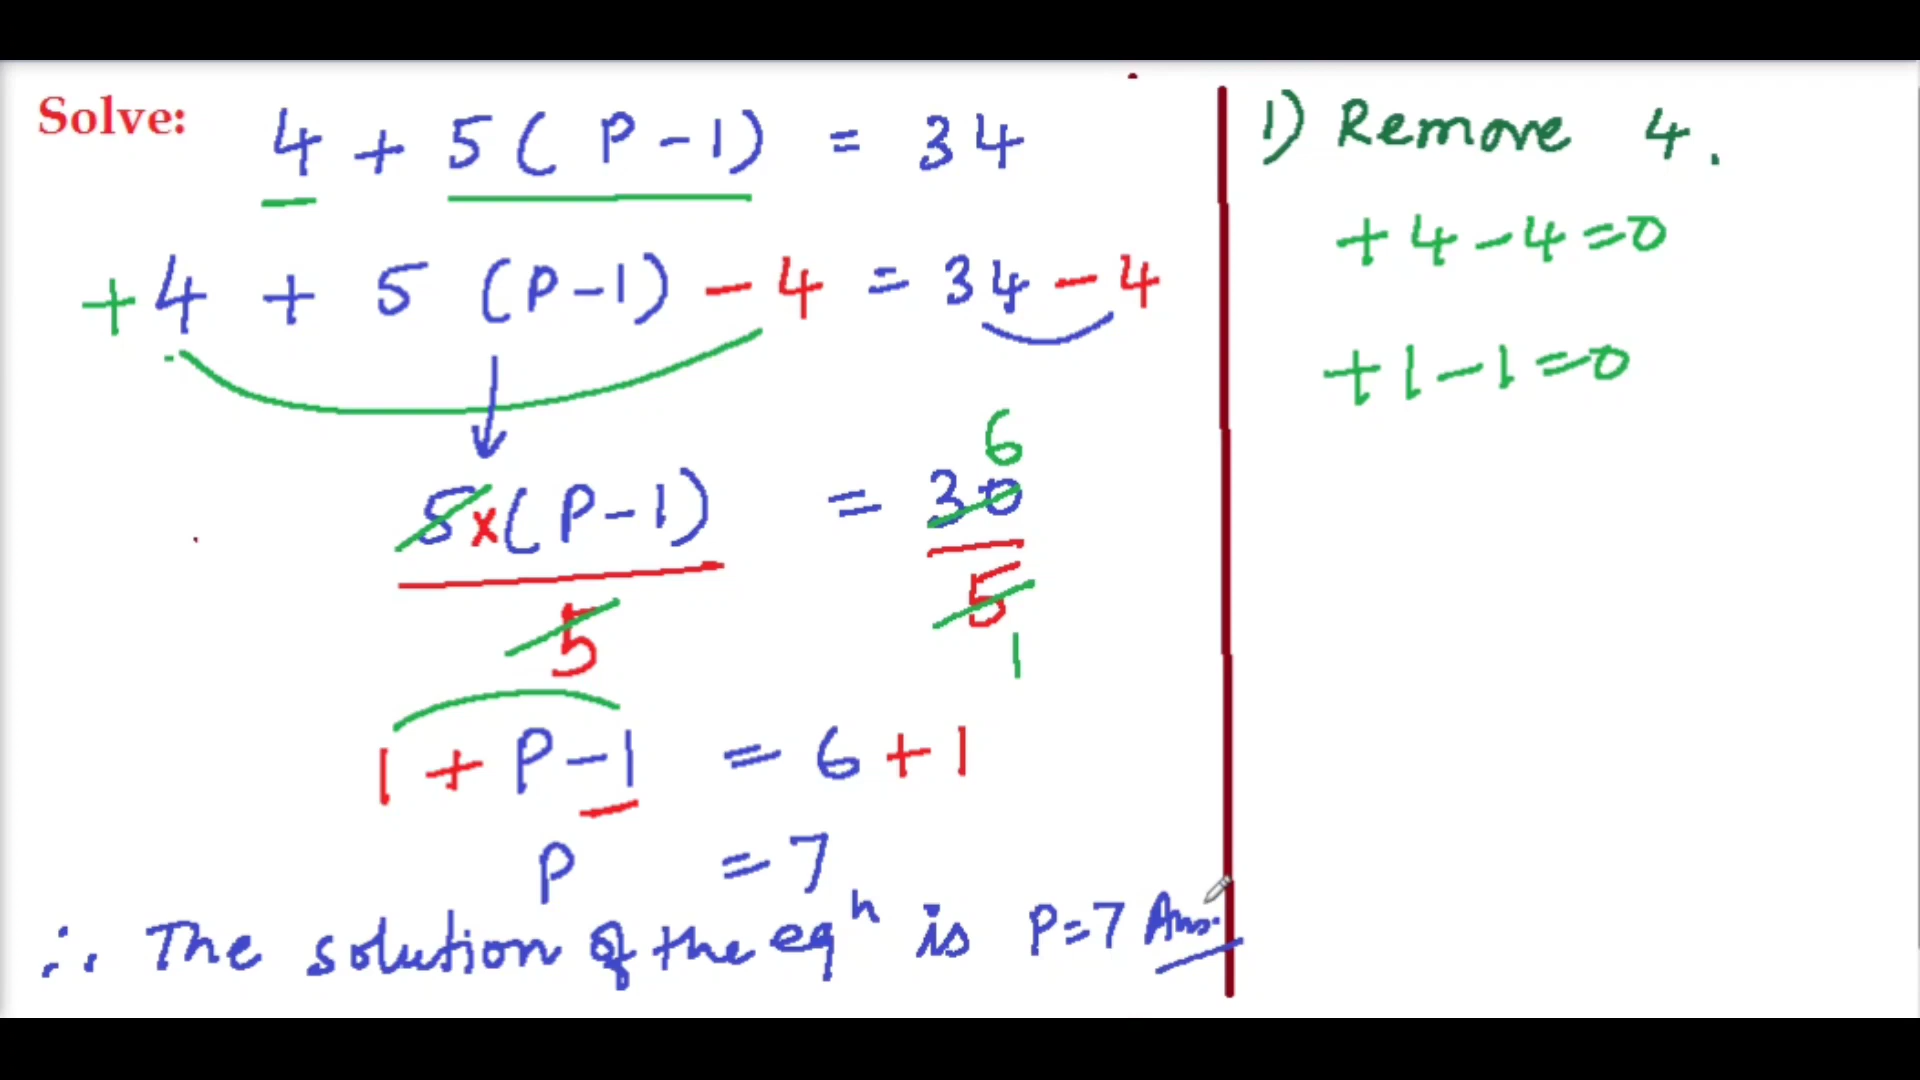 Solve: 4 + 5(P-1) = 34
+4 + 5(P-1) - 4 = 34 - 4
6
5x(P-1) = 30
5 5
1
1 + P - 1 = 6 + 1
P = 7
∴ The solution of the eqⁿ is P=7 Ans.
1) Remove 4.
+4-4=0
+1-1=0